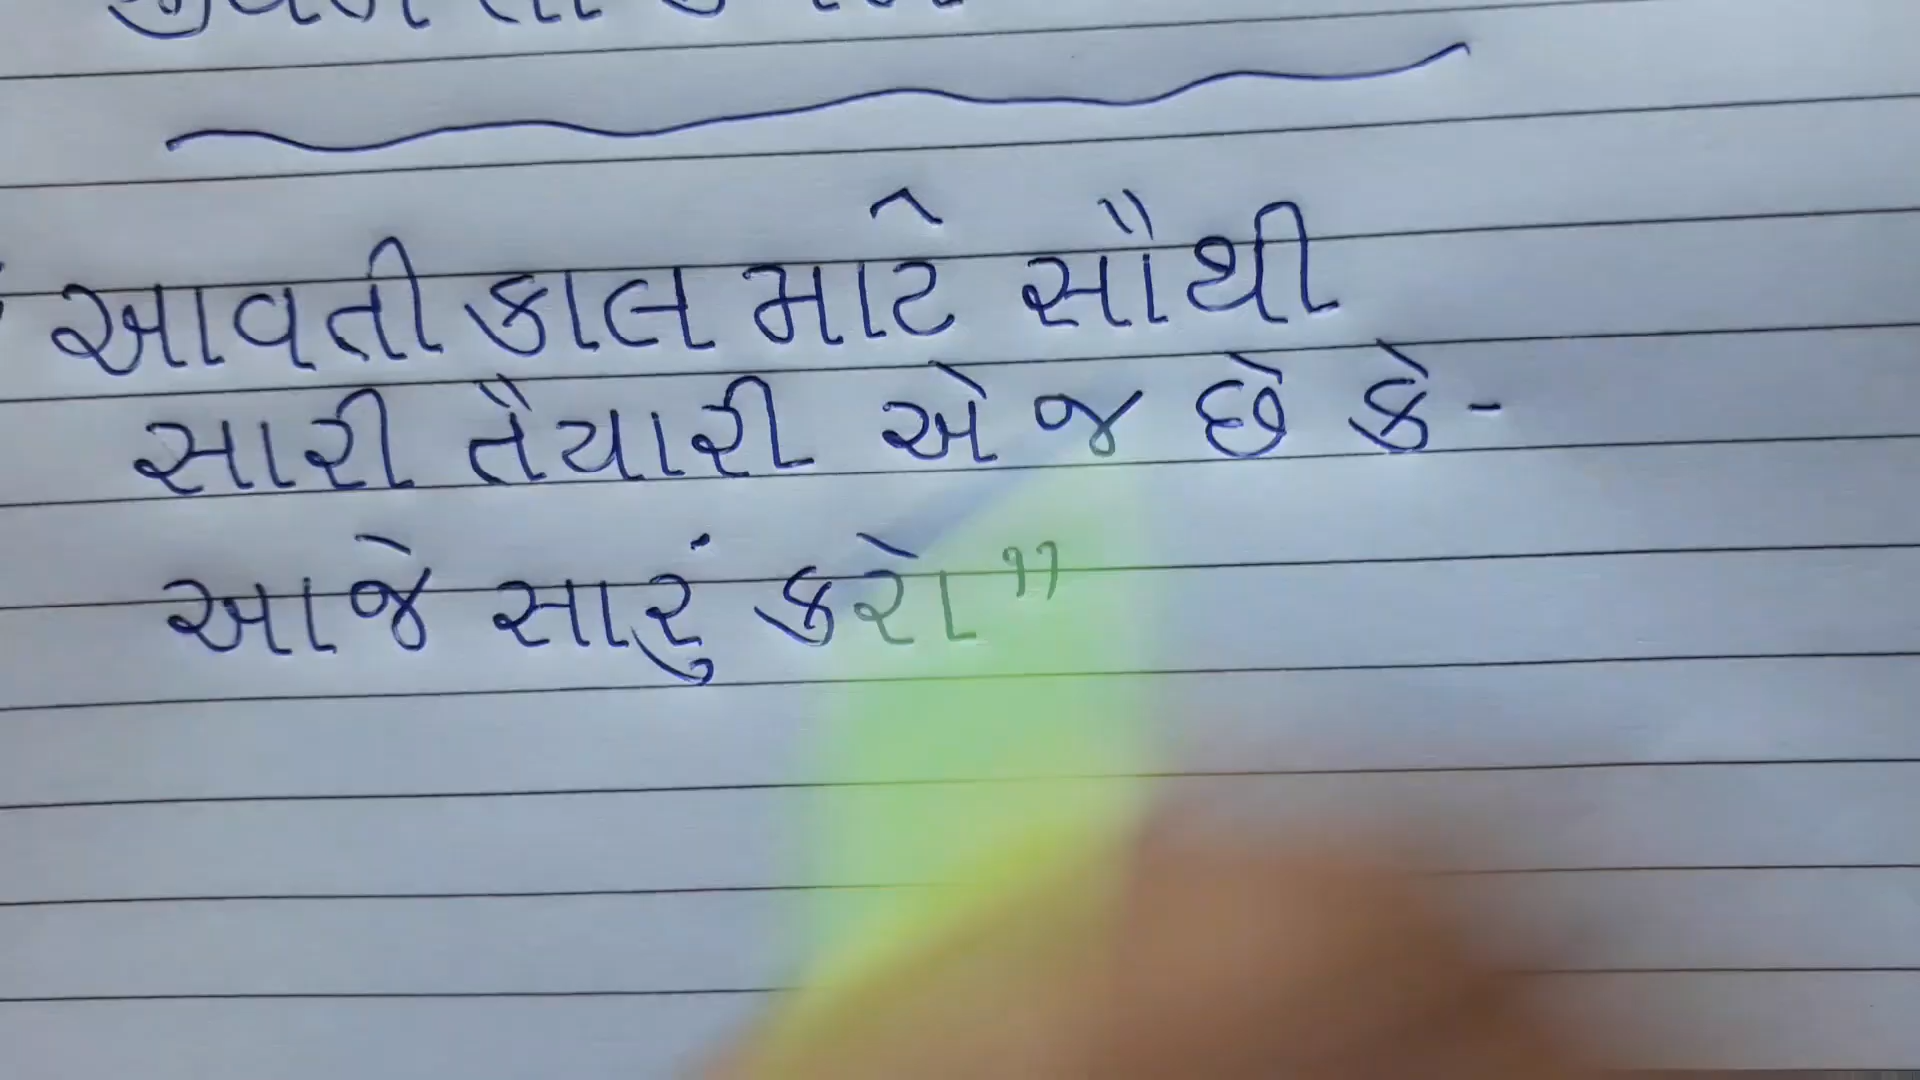 આવતી કાલ માટે સૌથી
સારી તૈયારી એ જ છે કે -
આજે સારું કરો"